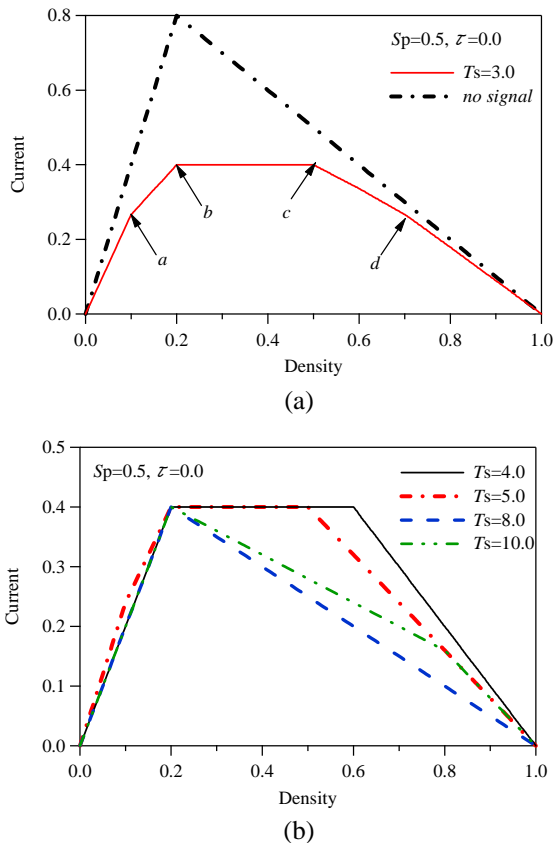 0.8
0.6
0.4
0.2
0.0
Current
Sp=0.5, τ=0.0
Ts=3.0
no signal
a
b
c
d
0.0 0.2 0.4 0.6 0.8 1.0
Density
(a)
0.5
0.4
0.3
0.2
0.1
0.0
Current
Sp=0.5, τ=0.0
Ts=4.0
Ts=5.0
Ts=8.0
Ts=10.0
0.0 0.2 0.4 0.6 0.8 1.0
Density
(b)